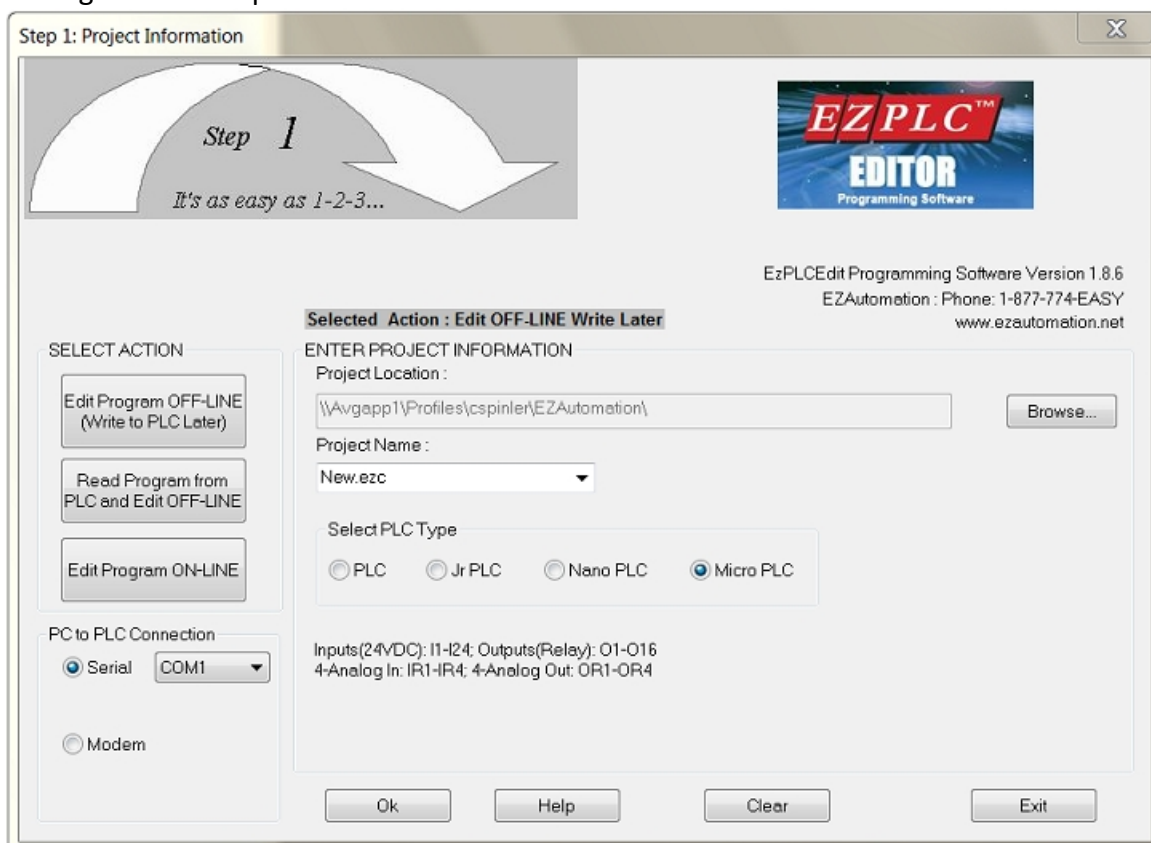 Step 1: Project Information
Step 1
It's as easy as 1-2-3...
EZPLC™
EDITOR
Programming Software
EzPLCEdit Programming Software Version 1.8.6
EZAutomation : Phone: 1-877-774-EASY
www.ezautomation.net
Selected Action : Edit OFF-LINE Write Later
SELECT ACTION
Edit Program OFF-LINE
(Write to PLC Later)
Read Program from
PLC and Edit OFF-LINE
Edit Program ON-LINE
PC to PLC Connection
Serial COM1
Modem
ENTER PROJECT INFORMATION
Project Location :
\\Avgapp1\Profiles\cspinler\EZAutomation\
Browse...
Project Name :
New.ezc
Select PLC Type
PLC Jr PLC Nano PLC Micro PLC
Inputs(24VDC): I1-I24; Outputs(Relay): O1-O16
4-Analog In: IR1-IR4; 4-Analog Out: OR1-OR4
Ok Help Clear Exit